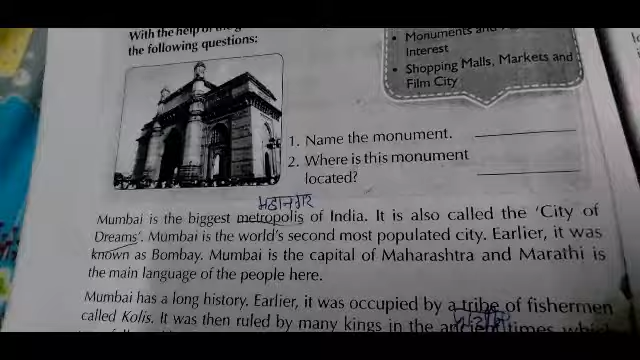 With the help of the
the following questions:
• Monuments and
Interest
• Shopping Malls, Markets and
Film City
1. Name the monument.
2. Where is this monument
located?
महानगर
Mumbai is the biggest metropolis of India. It is also called the ‘City of
Dreams’. Mumbai is the world’s second most populated city. Earlier, it was
known as Bombay. Mumbai is the capital of Maharashtra and Marathi is
the main language of the people here.
Mumbai has a long history. Earlier, it was occupied by a tribe of fishermen
called Kolis. It was then ruled by many kings in the ancient times which